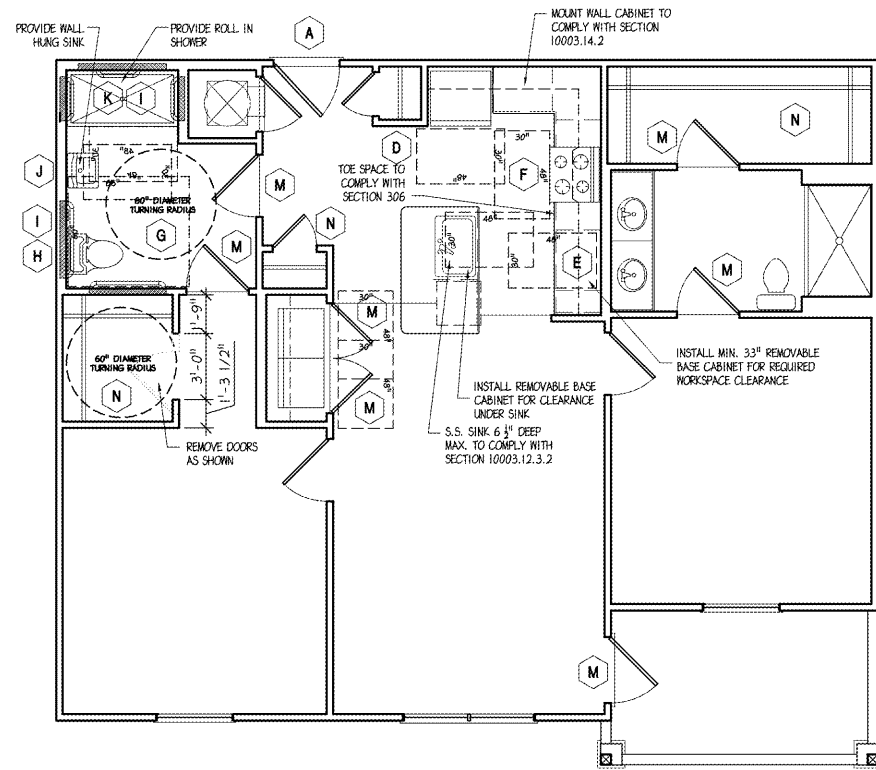 MOUNT WALL CABINET TO
COMPLY WITH SECTION
10003.14.2
PROVIDE WALL
HUNG SINK
PROVIDE ROLL IN
SHOWER
A
K
I
N
M
D
30"
30"
48"
48"
F
TOE SPACE TO
COMPLY WITH
SECTION 306
J
48"
48"
60" DIAMETER
TURNING RADIUS
M
I
G
M
N
H
48"
30"
48"
30"
E
M
30"
M
48"
30"
48"
M
1'-9"
3'-0"
1'-3 1/2"
60" DIAMETER
TURNING RADIUS
N
REMOVE DOORS
AS SHOWN
INSTALL REMOVABLE BASE
CABINET FOR CLEARANCE
UNDER SINK
S.S. SINK 6 1/2" DEEP
MAX. TO COMPLY WITH
SECTION 10003.12.3.2
INSTALL MIN. 33" REMOVABLE
BASE CABINET FOR REQUIRED
WORKSPACE CLEARANCE
M